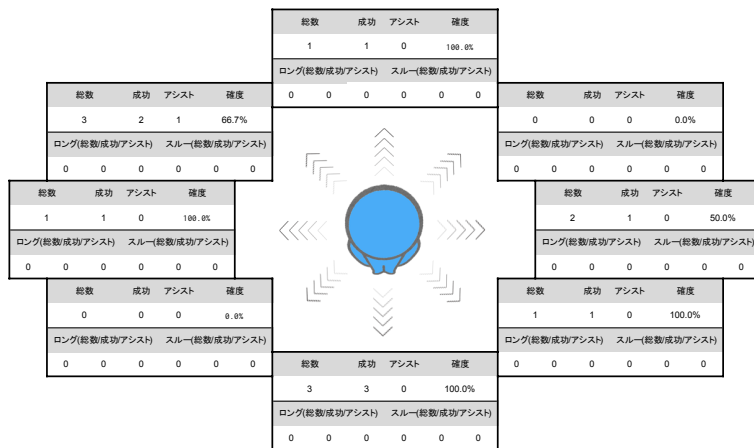 総数 成功 アシスト 確度
1 1 0 100.0%
ロング(総数/成功/アシスト) スルー(総数/成功/アシスト)
0 0 0 0 0 0
総数 成功 アシスト 確度
3 2 1 66.7%
ロング(総数/成功/アシスト) スルー(総数/成功/アシスト)
0 0 0 0 0 0
総数 成功 アシスト 確度
0 0 0 0.0%
ロング(総数/成功/アシスト) スルー(総数/成功/アシスト)
0 0 0 0 0 0
総数 成功 アシスト 確度
1 1 0 100.0%
ロング(総数/成功/アシスト) スルー(総数/成功/アシスト)
0 0 0 0 0 0
総数 成功 アシスト 確度
2 1 0 50.0%
ロング(総数/成功/アシスト) スルー(総数/成功/アシスト)
0 0 0 0 0 0
総数 成功 アシスト 確度
0 0 0 0.0%
ロング(総数/成功/アシスト) スルー(総数/成功/アシスト)
0 0 0 0 0 0
総数 成功 アシスト 確度
1 1 0 100.0%
ロング(総数/成功/アシスト) スルー(総数/成功/アシスト)
0 0 0 0 0 0
総数 成功 アシスト 確度
3 3 0 100.0%
ロング(総数/成功/アシスト) スルー(総数/成功/アシスト)
0 0 0 0 0 0